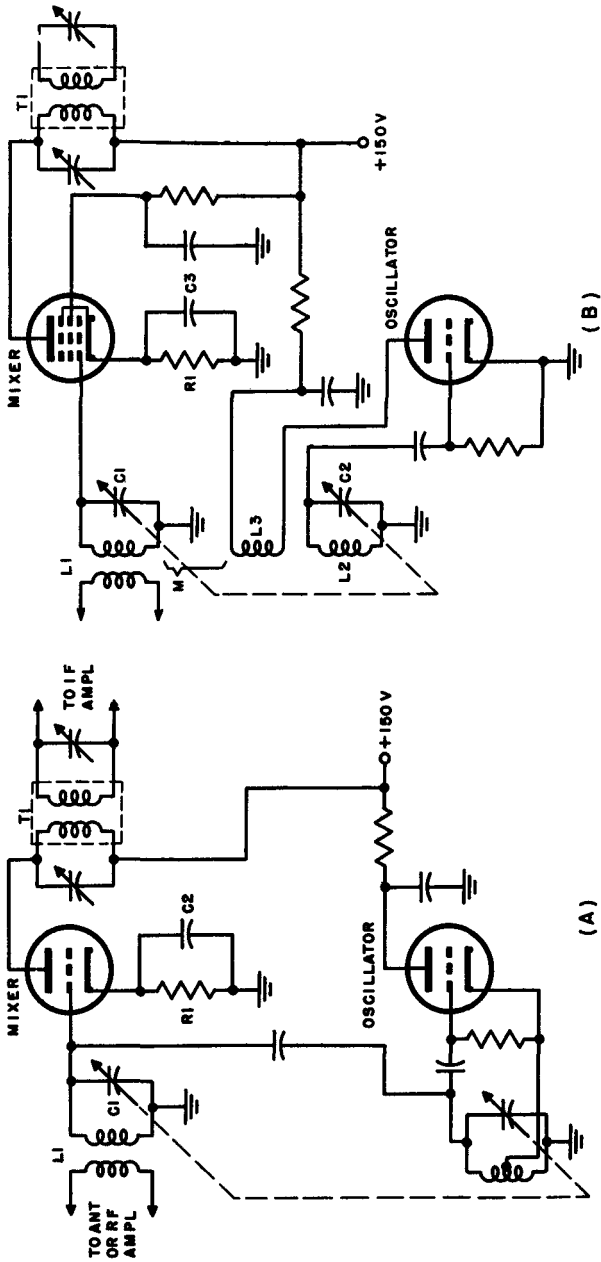 L1
TO ANT
OR RF
AMPL
C1
MIXER
R1
C2
T1
TO IF
AMPL
OSCILLATOR
+150V
(A)
L1
M
C1
MIXER
R1
C3
T1
L3
L2
C2
+150V
OSCILLATOR
(B)